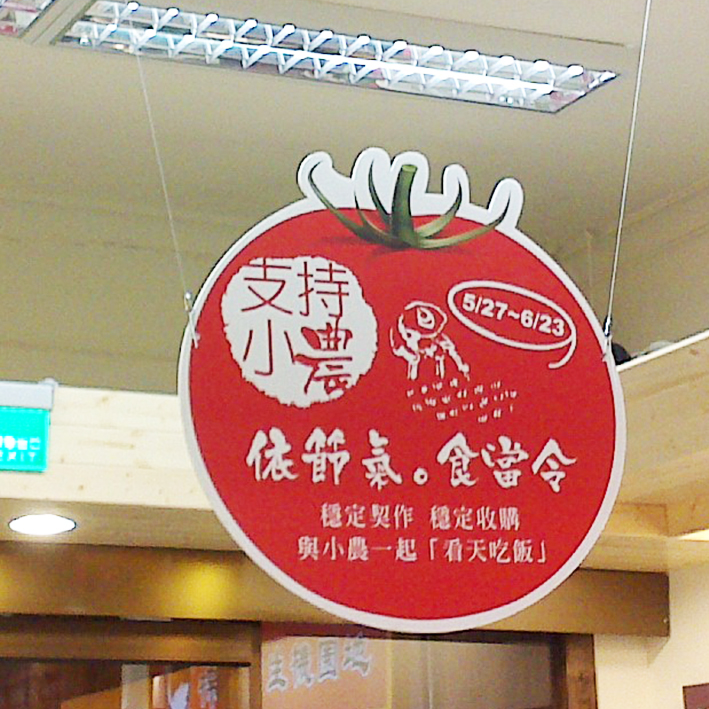 支持
小農
5/27~6/23
依節氣。食當令
穩定契作 穩定收購
與小農一起「看天吃飯」
EXIT